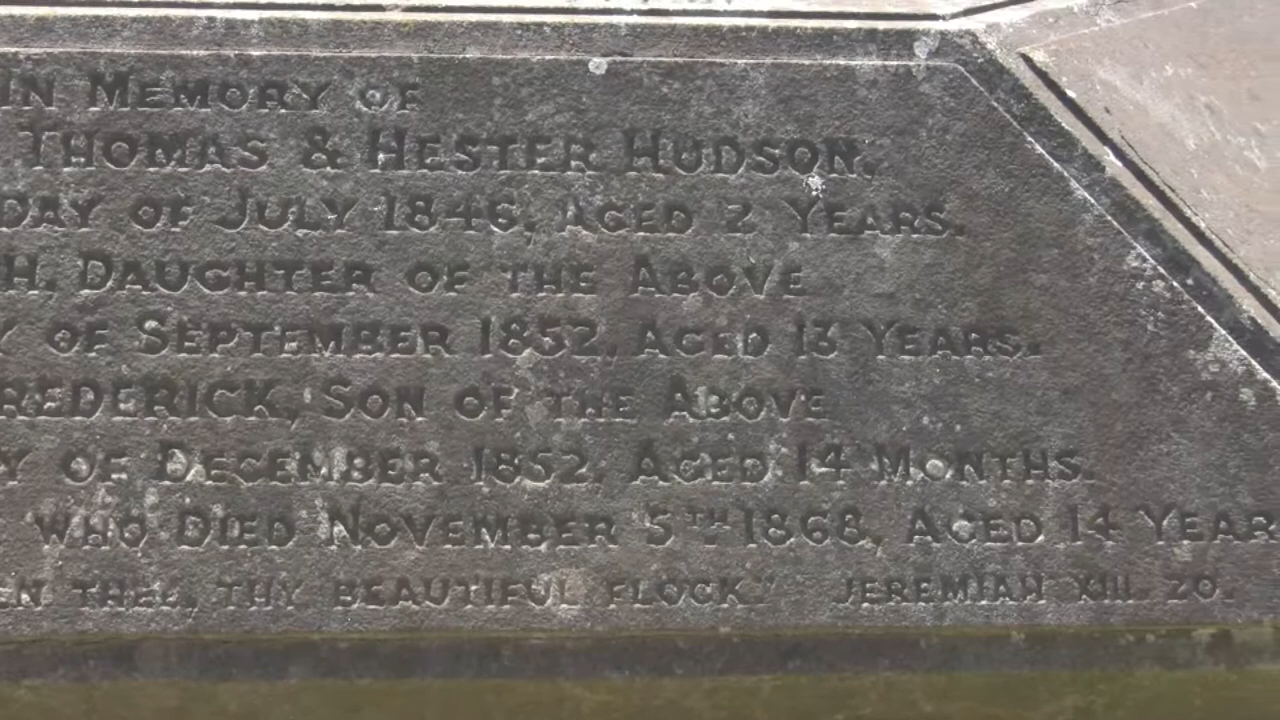 IN MEMORY OF
THOMAS & HESTER HUDSON,
DAY OF JULY 1846, AGED 2 YEARS.
H, DAUGHTER OF THE ABOVE
OF SEPTEMBER 1852, AGED 13 YEARS.
REDERICK, SON OF THE ABOVE
Y OF DECEMBER 1852, AGED 14 MONTHS.
WHO DIED NOVEMBER 5TH 1868, AGED 14 YEAR
EN THEE, THY BEAUTIFUL FLOCK." JEREMIAH XIII. 20.